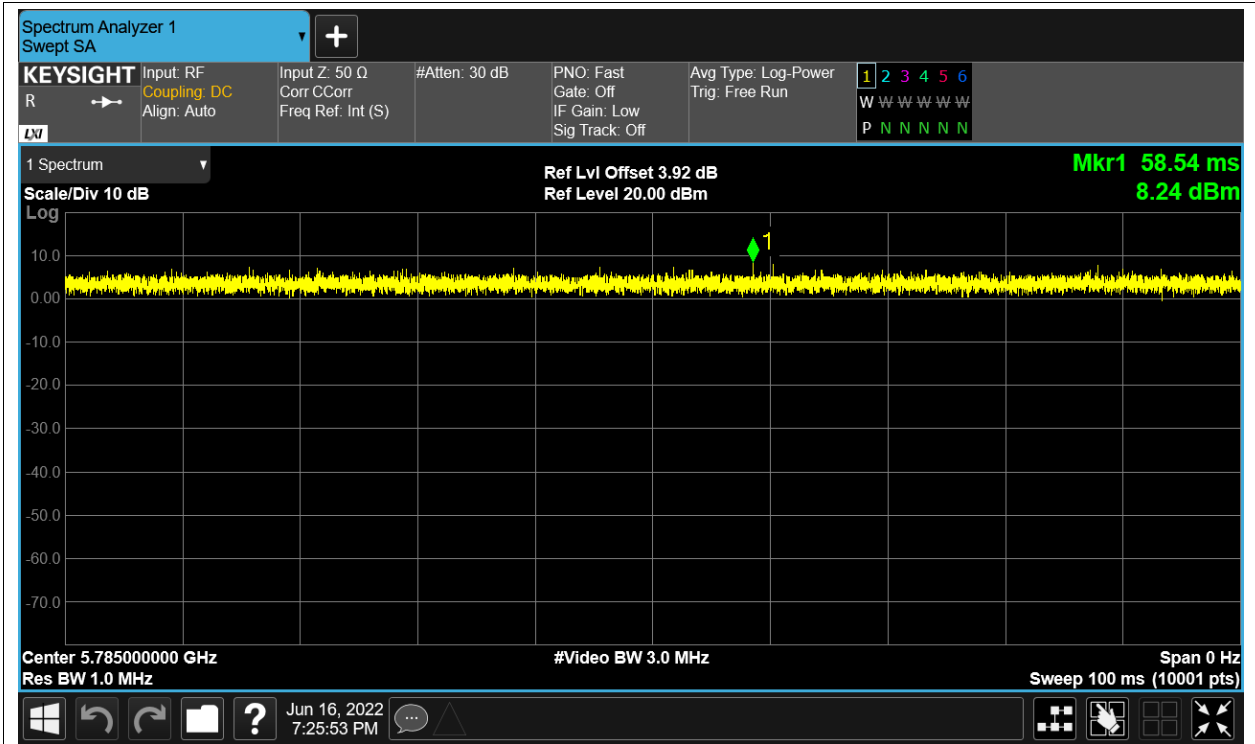 Spectrum Analyzer 1
Swept SA
KEYSIGHT
R
LXI
Input: RF
Coupling: DC
Align: Auto
Input Z: 50 Ω
Corr CCorr
Freq Ref: Int (S)
#Atten: 30 dB
PNO: Fast
Gate: Off
IF Gain: Low
Sig Track: Off
Avg Type: Log-Power
Trig: Free Run
1 2 3 4 5 6
W W W W W W
P N N N N N
1 Spectrum
Scale/Div 10 dB
Ref Lvl Offset 3.92 dB
Ref Level 20.00 dBm
Mkr1 58.54 ms
8.24 dBm
Log
1
10.0
0.00
-10.0
-20.0
-30.0
-40.0
-50.0
-60.0
-70.0
Center 5.785000000 GHz
#Video BW 3.0 MHz
Span 0 Hz
Res BW 1.0 MHz
Sweep 100 ms (10001 pts)
?
Jun 16, 2022
7:25:53 PM